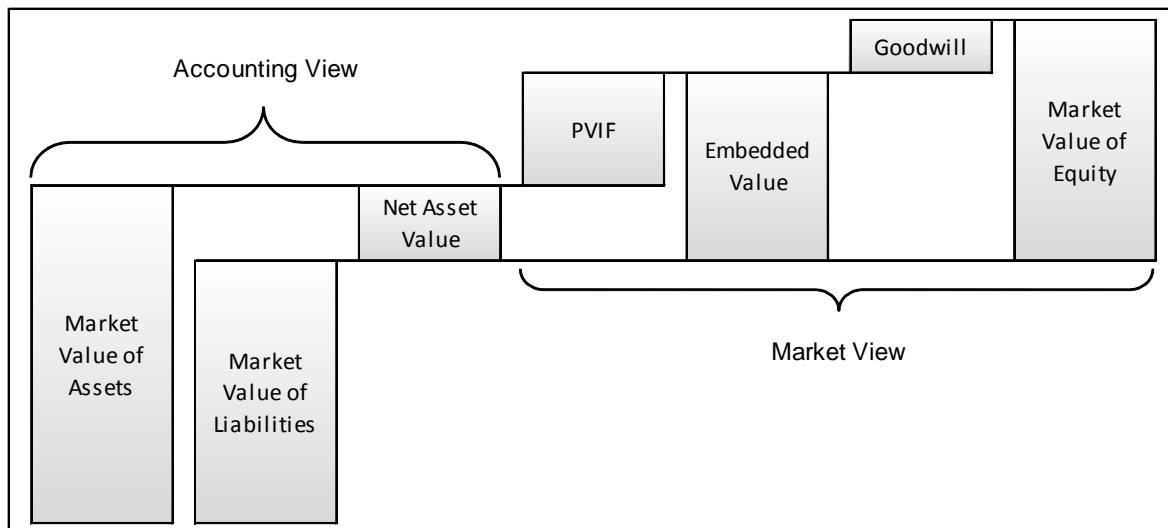 Accounting View
Market
Value of
Assets
Market
Value of
Liabilities
Net Asset
Value
PVIF
Embedded
Value
Goodwill
Market
Value of
Equity
Market View